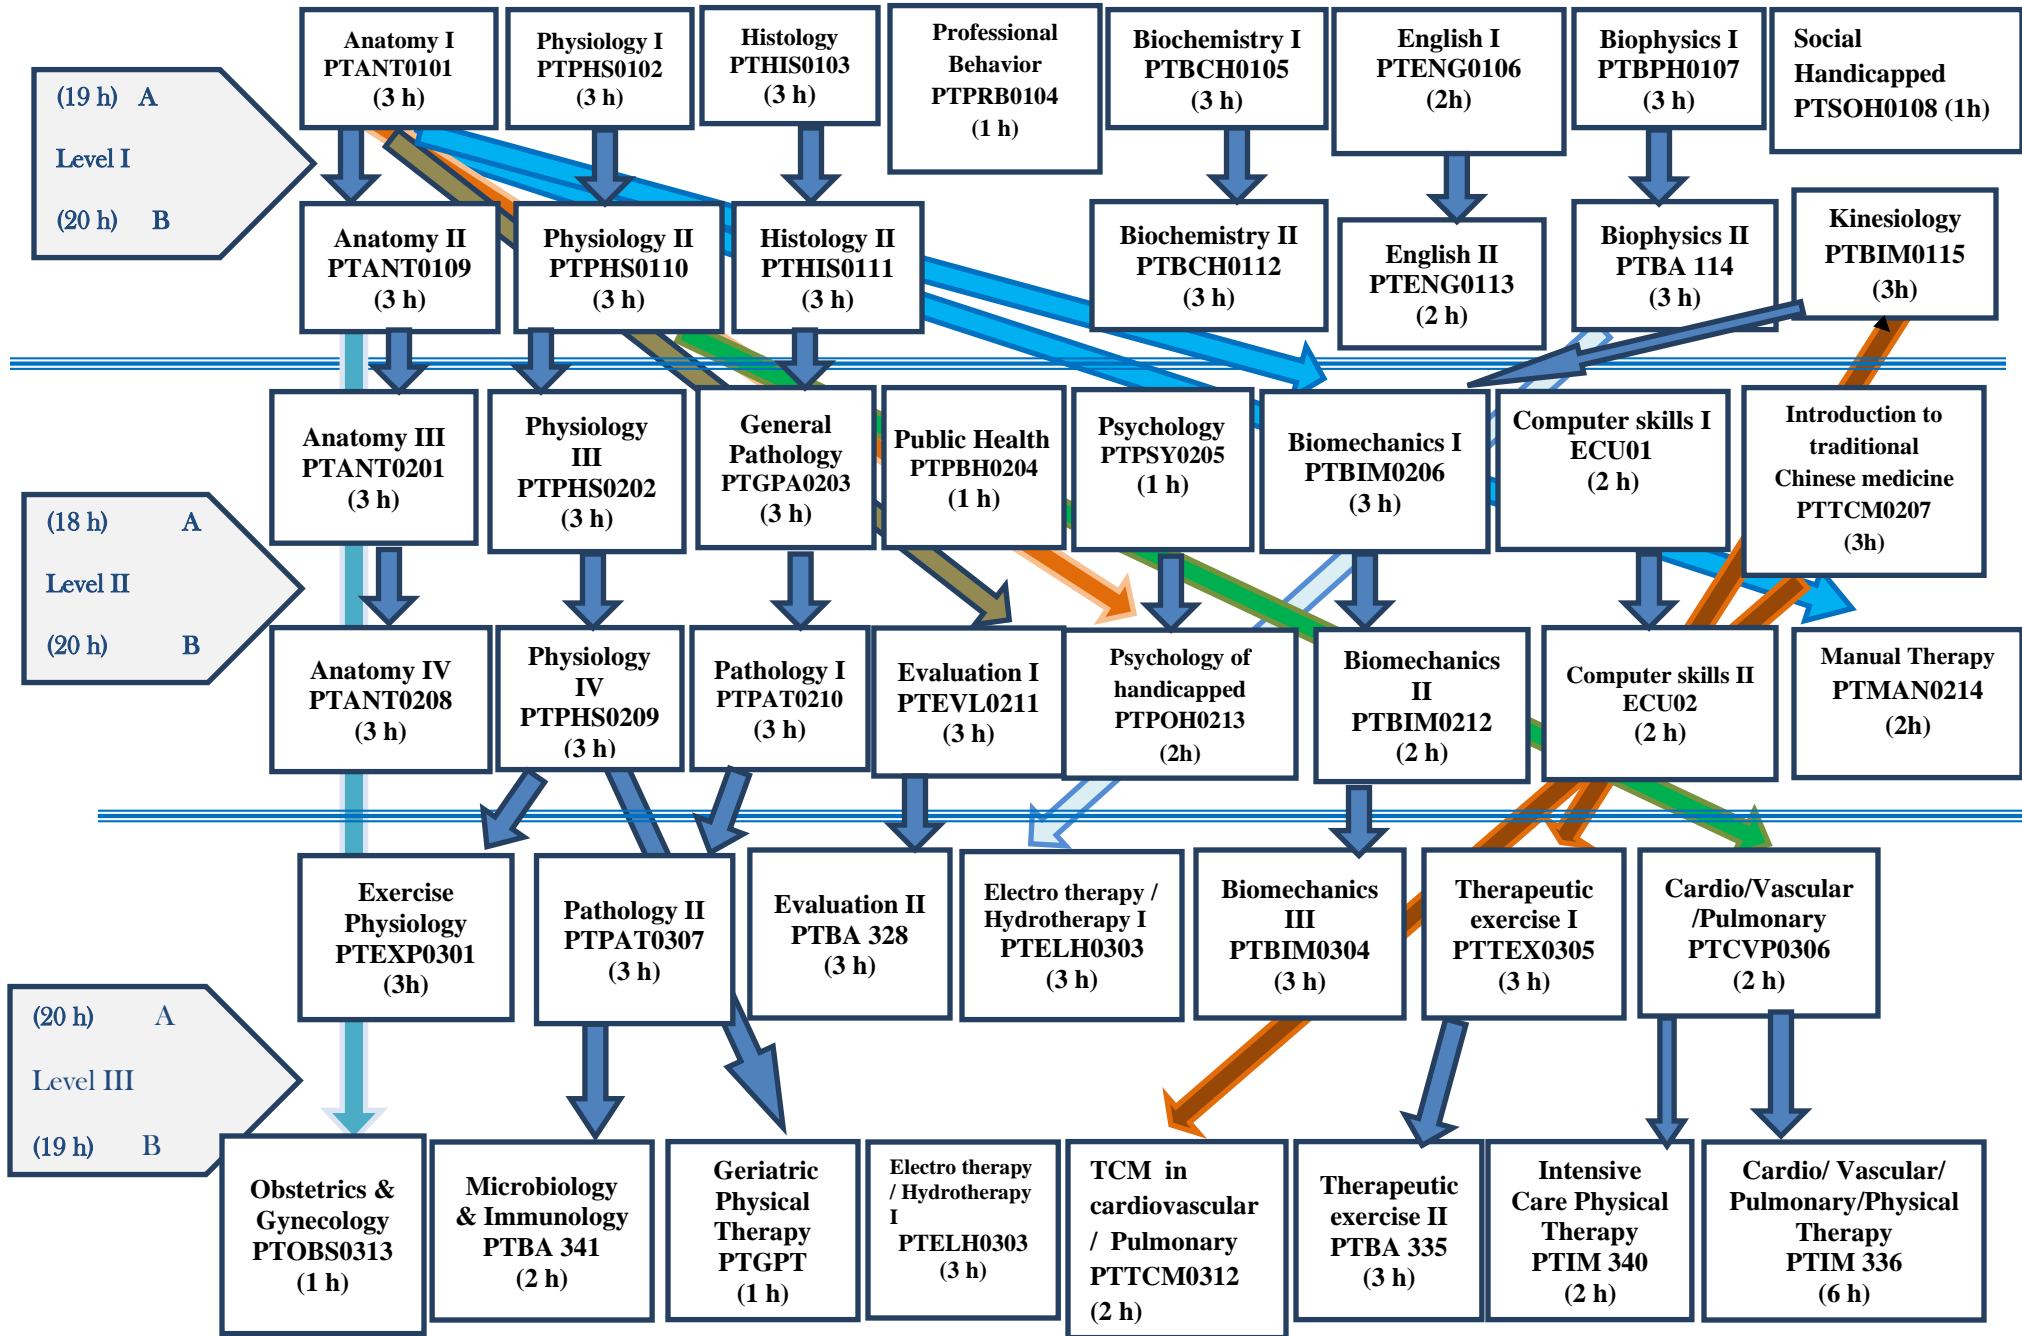 Anatomy I
PTANT0101
(3 h)
Physiology I
PTPHS0102
(3 h)
Histology
PTHIS0103
(3 h)
Professional
Behavior
PTPRB0104
(1 h)
Biochemistry I
PTBCH0105
(3 h)
English I
PTENG0106
(2h)
Biophysics I
PTBPH0107
(3 h)
Social
Handicapped
PTSOH0108 (1h)
(19 h) A
Level I
(20 h) B
Anatomy II
PTANT0109
(3 h)
Physiology II
PTPHS0110
(3 h)
Histology II
PTHIS0111
(3 h)
Biochemistry II
PTBCH0112
(3 h)
English II
PTENG0113
(2 h)
Biophysics II
PTBA 114
(3 h)
Kinesiology
PTBIM0115
(3h)
Anatomy III
PTANT0201
(3 h)
Physiology
III
PTPHS0202
(3 h)
General
Pathology
PTGPA0203
(3 h)
Public Health
PTPBH0204
(1 h)
Psychology
PTPSY0205
(1 h)
Biomechanics I
PTBIM0206
(3 h)
Computer skills I
ECU01
(2 h)
Introduction to
traditional
Chinese medicine
PTTCM0207
(3h)
(18 h) A
Level II
(20 h) B
Anatomy IV
PTANT0208
(3 h)
Physiology
IV
PTPHS0209
(3 h)
Pathology I
PTPAT0210
(3 h)
Evaluation I
PTEVL0211
(3 h)
Psychology of
handicapped
PTPOH0213
(2h)
Biomechanics
II
PTBIM0212
(2 h)
Computer skills II
ECU02
(2 h)
Manual Therapy
PTMAN0214
(2h)
Exercise
Physiology
PTEXP0301
(3h)
Pathology II
PTPAT0307
(3 h)
Evaluation II
PTBA 328
(3 h)
Electro therapy /
Hydrotherapy I
PTELH0303
(3 h)
Biomechanics
III
PTBIM0304
(3 h)
Therapeutic
exercise I
PTTEX0305
(3 h)
Cardio/Vascular
/Pulmonary
PTCVP0306
(2 h)
(20 h) A
Level III
(19 h) B
Obstetrics &
Gynecology
PTOBS0313
(1 h)
Microbiology
& Immunology
PTBA 341
(2 h)
Geriatric
Physical
Therapy
PTGPT
(1 h)
Electro therapy
/ Hydrotherapy
I
PTELH0303
(3 h)
TCM in
cardiovascular
/ Pulmonary
PTTCM0312
(2 h)
Therapeutic
exercise II
PTBA 335
(3 h)
Intensive
Care Physical
Therapy
PTIM 340
(2 h)
Cardio/ Vascular/
Pulmonary/Physical
Therapy
PTIM 336
(6 h)